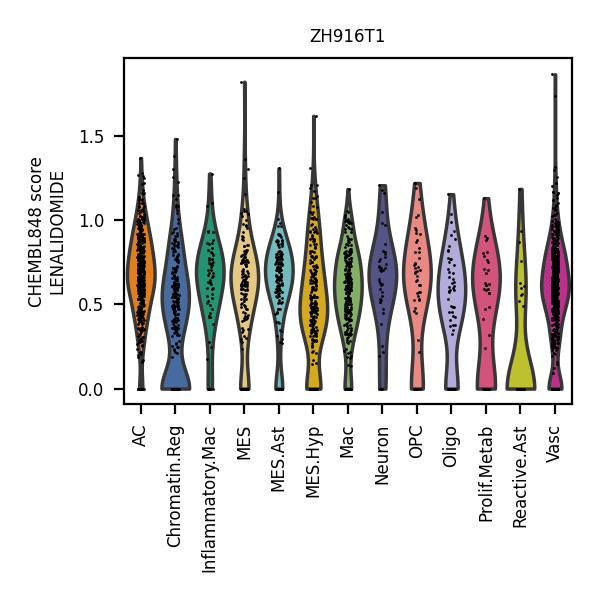 ZH916T1
CHEMBL848 score
LENALIDOMIDE
1.5
1.0
0.5
0.0
AC
Chromatin.Reg
Inflammatory.Mac
MES
MES.Ast
MES.Hyp
Mac
Neuron
OPC
Oligo
Prolif.Metab
Reactive.Ast
Vasc